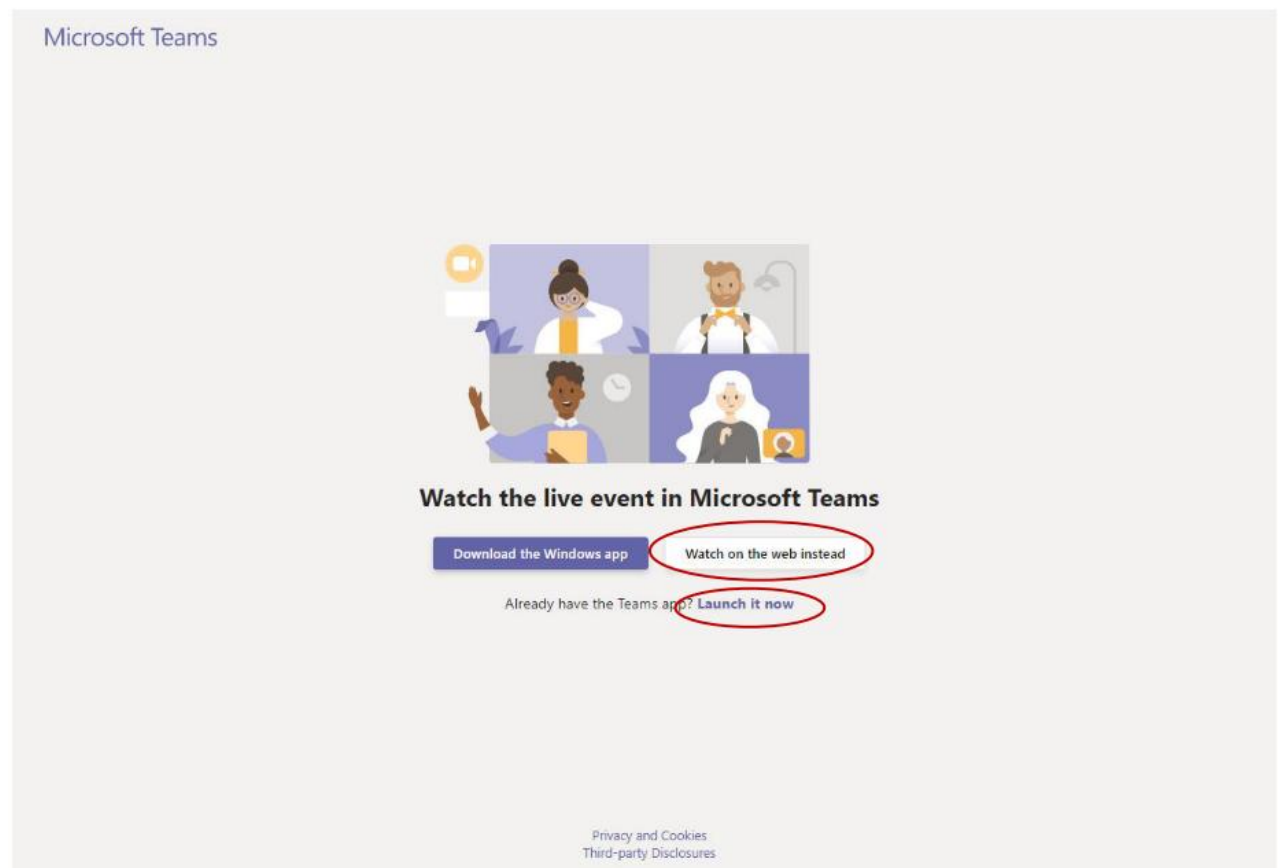 Microsoft Teams
Watch the live event in Microsoft Teams
Download the Windows app
Watch on the web instead
Already have the Teams app? Launch it now
Privacy and Cookies
Third-party Disclosures